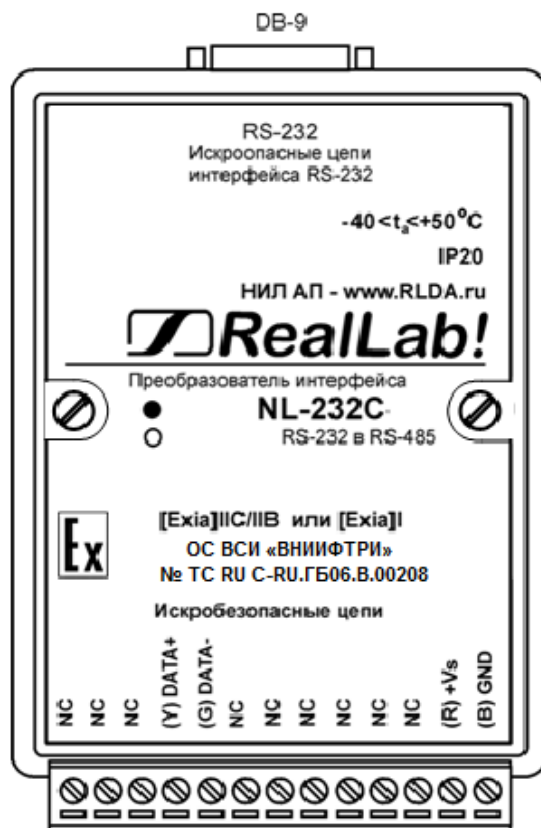 DB-9
RS-232
Искроопасные цепи
интерфейса RS-232
-40<tₐ<+50°C
IP20
НИЛ АП - www.RLDA.ru
RealLab!
Преобразователь интерфейса
NL-232C
RS-232 в RS-485
[Exia]IIC/IIB или [Exia]I
Ex
ОС ВСИ «ВНИИФТРИ»
№ ТС RU C-RU.ГБ06.В.00208
Искробезопасные цепи
NC
NC
NC
(Y) DATA+
(G) DATA-
NC
NC
NC
NC
NC
NC
(R) +Vs
(B) GND